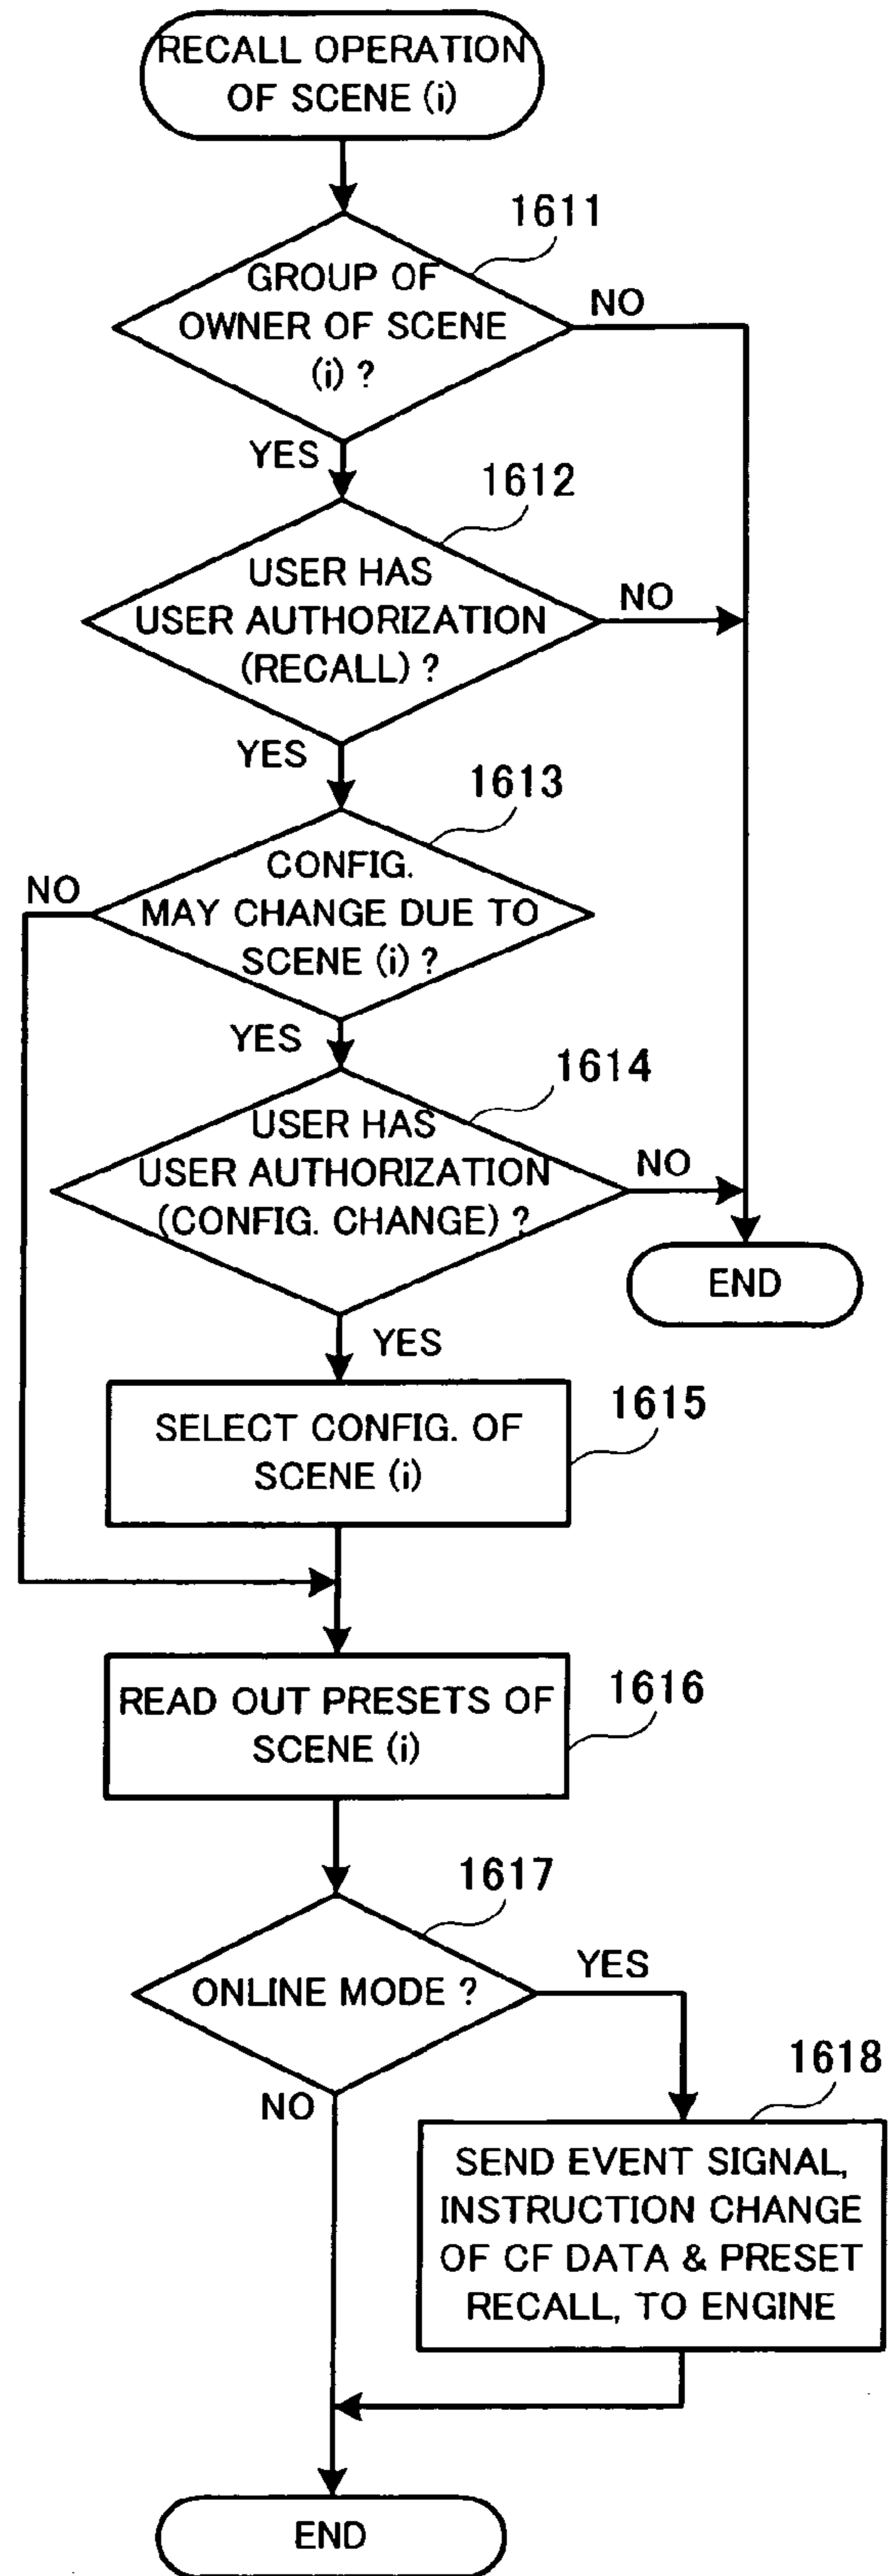 RECALL OPERATION
OF SCENE (i)
1611
GROUP OF
OWNER OF SCENE
(i) ?
NO
YES
1612
USER HAS
USER AUTHORIZATION
(RECALL) ?
NO
YES
1613
CONFIG.
MAY CHANGE DUE TO
SCENE (i) ?
NO
YES
1614
USER HAS
USER AUTHORIZATION
(CONFIG. CHANGE) ?
NO
END
YES
SELECT CONFIG. OF
SCENE (i)
1615
READ OUT PRESETS OF
SCENE (i)
1616
1617
ONLINE MODE ?
YES
NO
1618
SEND EVENT SIGNAL,
INSTRUCTION CHANGE
OF CF DATA & PRESET
RECALL, TO ENGINE
END